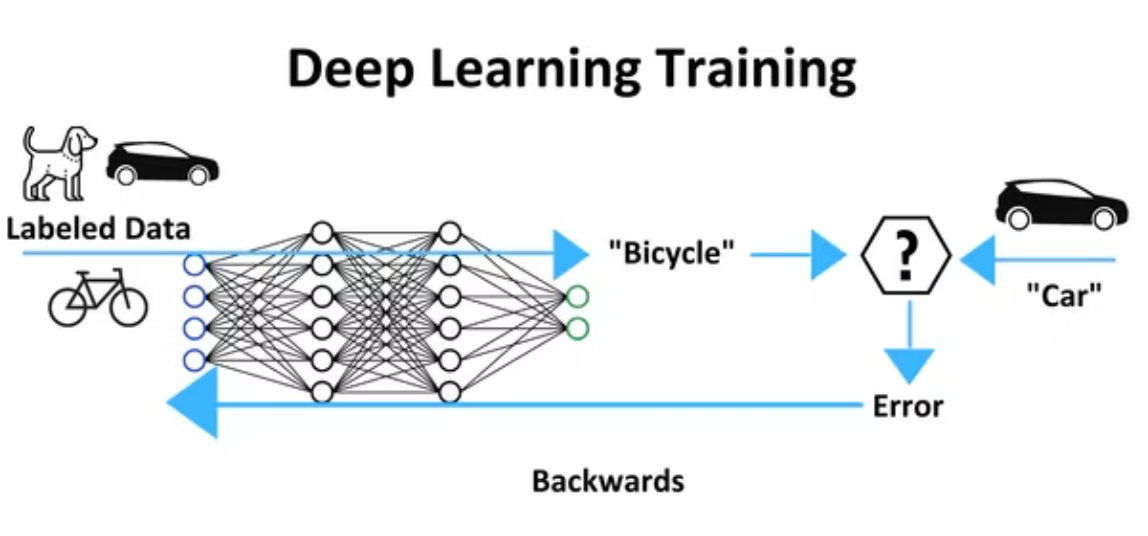 Deep Learning Training
Labeled Data
"Bicycle"
?
"Car"
Error
Backwards